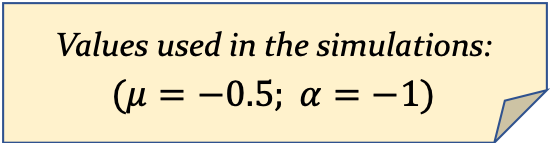 Values used in the simulations:
(μ = −0.5; α = −1)